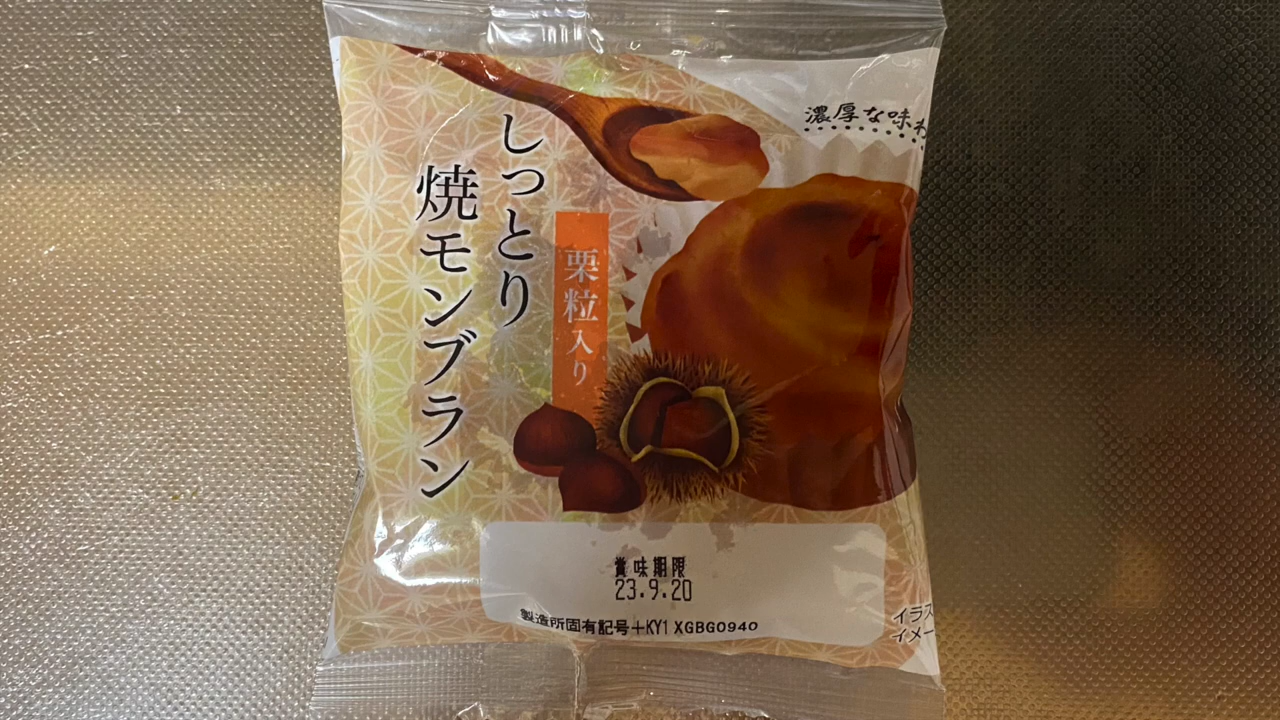 濃厚な味わ
しっとり
焼モンブラン
栗粒入り
賞味期限
23.9.20
製造所固有記号+KY1 XGBG0940
イラス
イメー